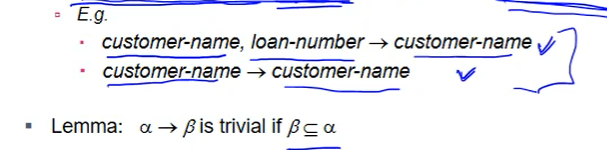 E.g.
customer-name, loan-number → customer-name
customer-name → customer-name
Lemma: α → β is trivial if β ⊆ α